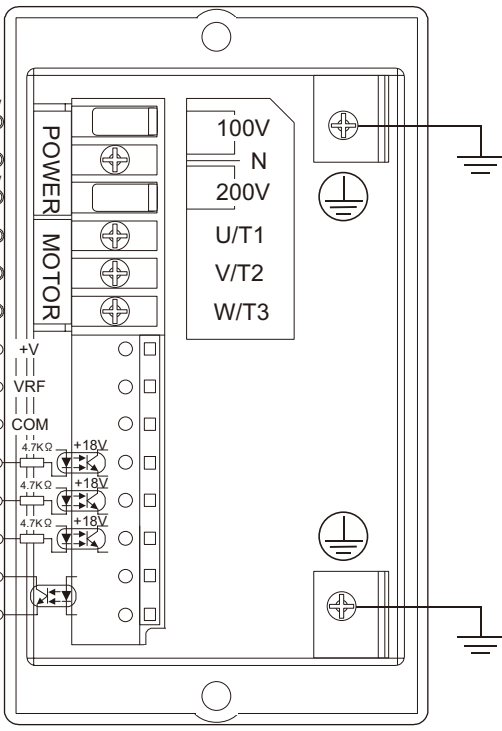 POWER
MOTOR
100V
N
200V
U/T1
V/T2
W/T3
+V
VRF
COM
4.7KΩ +18V
4.7KΩ +18V
4.7KΩ +18V